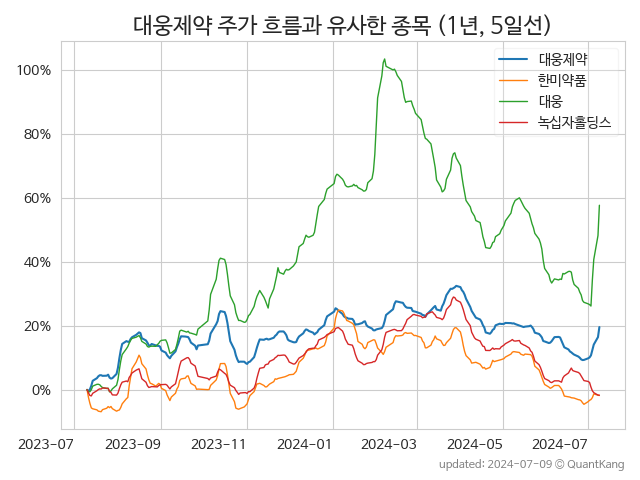 대웅제약 주가 흐름과 유사한 종목 (1년, 5일선)
대웅제약
한미약품
대웅
녹십자홀딩스
100%
80%
60%
40%
20%
0%
2023-07
2023-09
2023-11
2024-01
2024-03
2024-05
2024-07
updated: 2024-07-09 © QuantKang